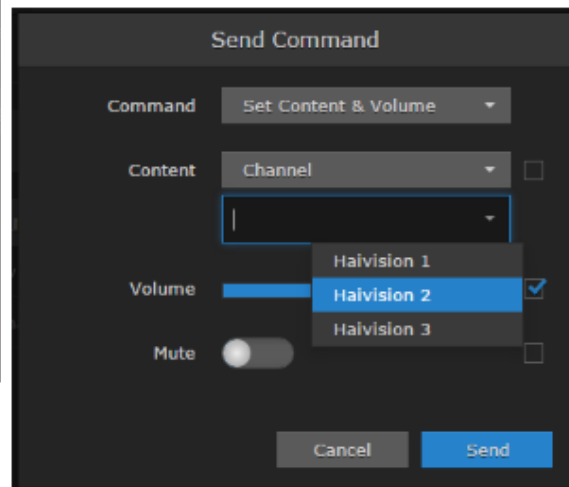 Send Command
Command Set Content & Volume
Content Channel
Haivision 1
Volume Haivision 2
Haivision 3
Mute
Cancel Send